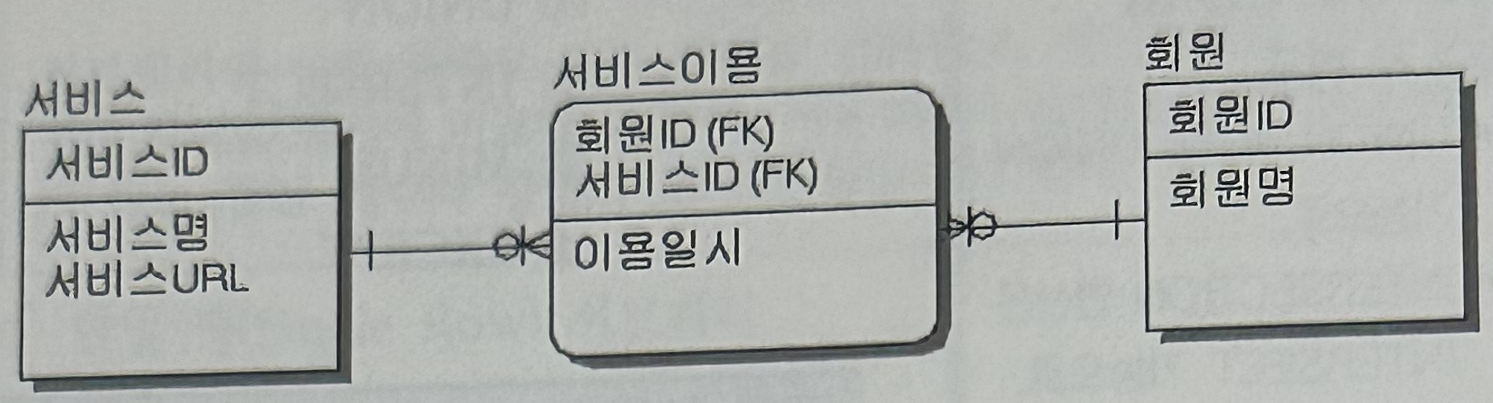 서비스
서비스ID
서비스명
서비스URL
서비스이용
회원ID (FK)
서비스ID (FK)
이용일시
회원
회원ID
회원명